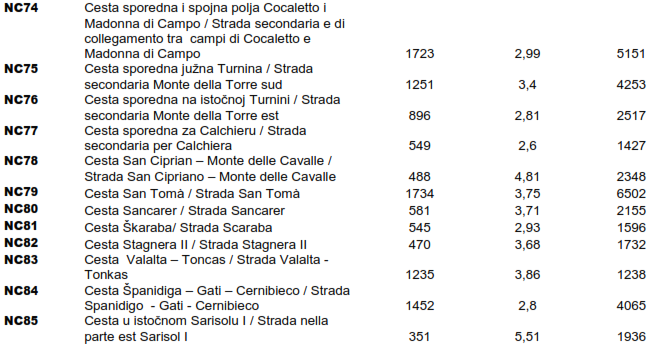 NC74 Cesta sporedna i spojna polja Cocaletto i
Madonna di Campo / Strada secondaria e di
collegamento tra  campi di Cocaletto e
Madonna di Campo 1723 2,99 5151
NC75 Cesta sporedna južna Turnina / Strada
secondaria Monte della Torre sud 1251 3,4 4253
NC76 Cesta sporedna na istočnoj Turnini / Strada
secondaria Monte della Torre est 896 2,81 2517
NC77 Cesta sporedna za Calchieru / Strada
secondaria per Calchiera 549 2,6 1427
NC78 Cesta San Ciprian – Monte delle Cavalle /
Strada San Cipriano – Monte delle Cavalle 488 4,81 2348
NC79 Cesta San Tomà / Strada San Tomà 1734 3,75 6502
NC80 Cesta Sancarer / Strada Sancarer 581 3,71 2155
NC81 Cesta Škaraba/ Strada Scaraba 545 2,93 1596
NC82 Cesta Stagnera II / Strada Stagnera II 470 3,68 1732
NC83 Cesta  Valalta – Toncas / Strada Valalta -
Tonkas 1235 3,86 1238
NC84 Cesta Španidiga – Gati – Cernibieco / Strada
Spanidigo  - Gati - Cernibieco 1452 2,8 4065
NC85 Cesta u istočnom Sarisolu I / Strada nella
parte est Sarisol I 351 5,51 1936